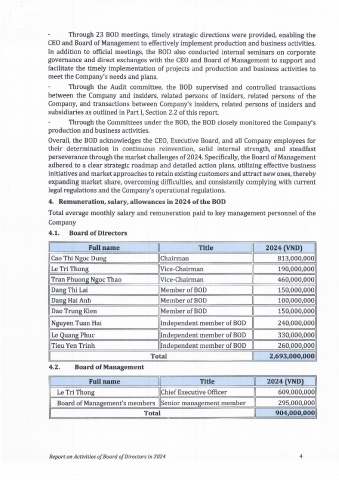 - Through 23 BOD meetings, timely strategic directions were provided, enabling the
CEO and Board of Management to effectively implement production and business activities.
In addition to official meetings, the BOD also conducted internal seminars on corporate
governance and direct exchanges with the CEO and Board of Management to support and
facilitate the timely implementation of projects and production and business activities to
meet the Company's needs and plans.
- Through the Audit committee, the BOD supervised and controlled transactions
between the Company and insiders, related persons of insiders, related persons of the
Company, and transactions between Company's insiders, related persons of insiders and
subsidiaries as outlined in Part I, Section 2.2 of this report.
- Through the Committees under the BOD, the BOD closely monitored the Company's
production and business activities.
Overall, the BOD acknowledges the CEO, Executive Board, and all Company employees for
their determination in continuous reinvention, solid internal strength, and steadfast
perseverance through the market challenges of 2024. Specifically, the Board of Management
adhered to a clear strategic roadmap and detailed action plans, utilizing effective business
initiatives and market approaches to retain existing customers and attract new ones, thereby
expanding market share, overcoming difficulties, and consistently complying with current
legal regulations and the Company's operational regulations.
4. Remuneration, salary, allowances in 2024 of the BOD
Total average monthly salary and remuneration paid to key management personnel of the
Company
4.1. Board of Directors
Full name Title 2024 (VND)
Cao Thi Ngoc Dung Chairman 813,000,000
Le Tri Thong Vice-Chairman 190,000,000
Tran Phuong Ngoc Thao Vice-Chairman 460,000,000
Dang Thi Lai Member of BOD 150,000,000
Dang Hai Anh Member of BOD 100,000,000
Dao Trung Kien Member of BOD 150,000,000
Nguyen Tuan Hai Independent member of BOD 240,000,000
Le Quang Phuc Independent member of BOD 330,000,000
Tieu Yen Trinh Independent member of BOD 260,000,000
Total 2,693,000,000
4.2. Board of Management
Full name Title 2024 (VND)
Le Tri Thong Chief Executive Officer 609,000,000
Board of Management's members Senior management member 295,000,000
Total 904,000,000
Report on Activities of Board of Directors in 2024 4